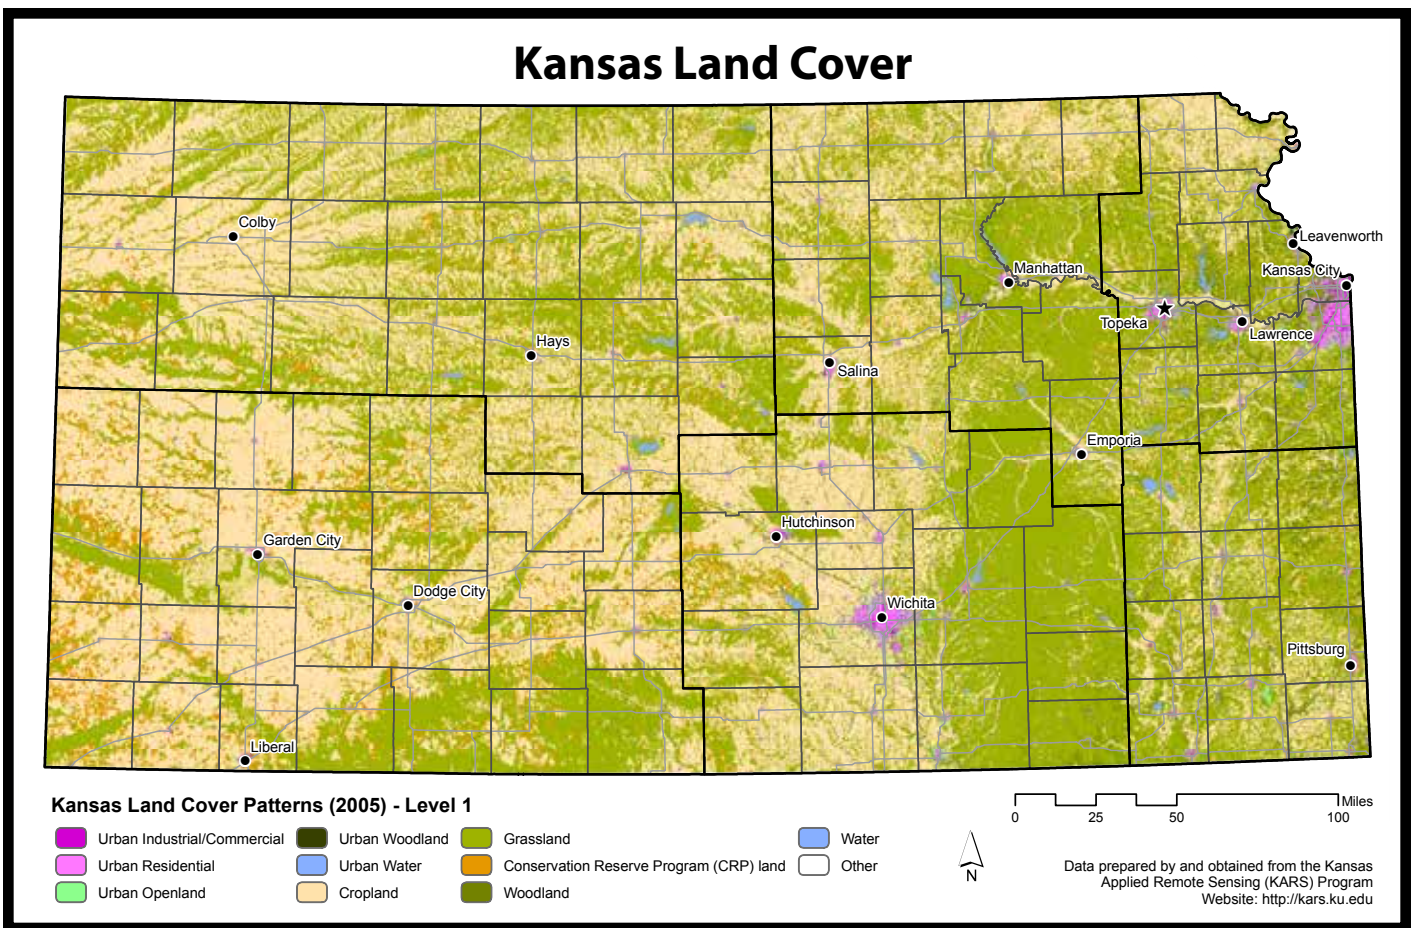 Kansas Land Cover
Colby
Leavenworth
Kansas City
Manhattan
Topeka
Lawrence
Hays
Salina
Emporia
Hutchinson
Garden City
Dodge City
Wichita
Pittsburg
Liberal
Kansas Land Cover Patterns (2005) - Level 1
Urban Industrial/Commercial
Urban Residential
Urban Openland
Urban Woodland
Urban Water
Cropland
Grassland
Conservation Reserve Program (CRP) land
Woodland
Water
Other
N
Miles
0 25 50 100
Data prepared by and obtained from the Kansas
Applied Remote Sensing (KARS) Program
Website: http://kars.ku.edu